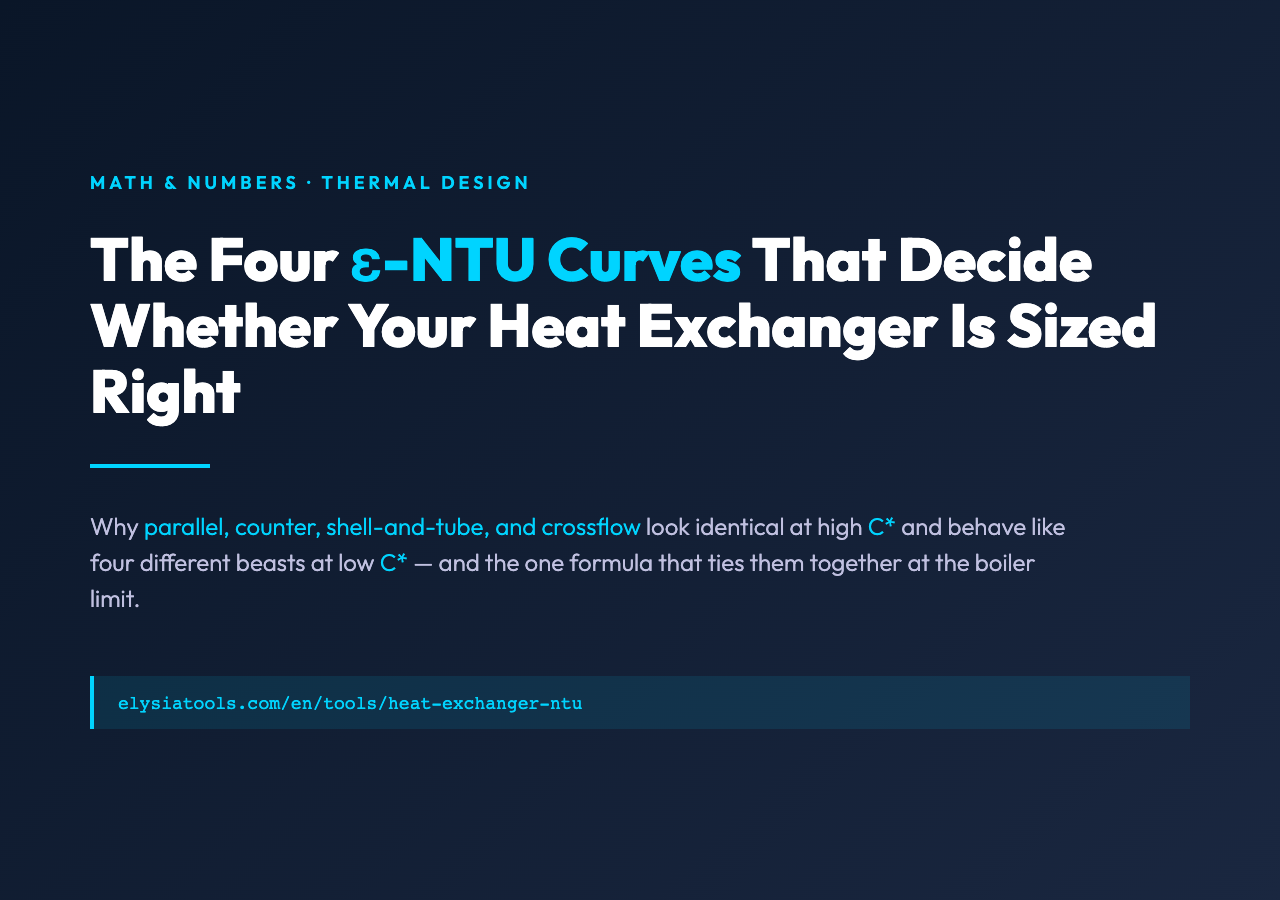 MATH & NUMBERS · THERMAL DESIGN
The Four ε-NTU Curves That Decide
Whether Your Heat Exchanger Is Sized
Right
Why parallel, counter, shell-and-tube, and crossflow look identical at high C* and behave like
four different beasts at low C* — and the one formula that ties them together at the boiler
limit.
elysiatools.com/en/tools/heat-exchanger-ntu